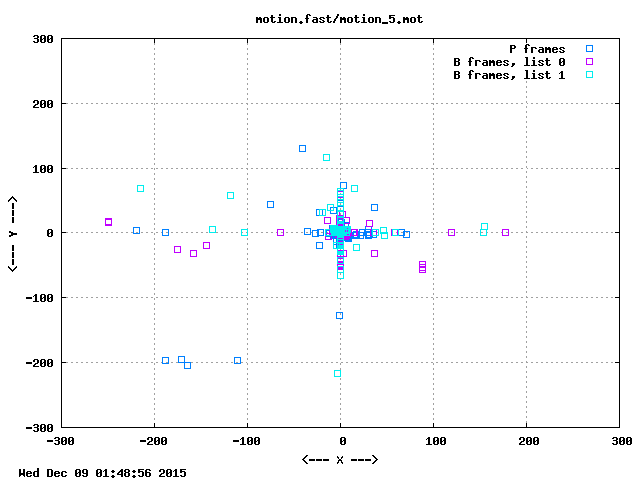 motion.fast/motion_5.mot
300
P frames
B frames, list 0
B frames, list 1
200
100
0
-100
-200
-300
<--- Y --->
-300 -200 -100 0 100 200 300
<--- X --->
Wed Dec 09 01:48:56 2015